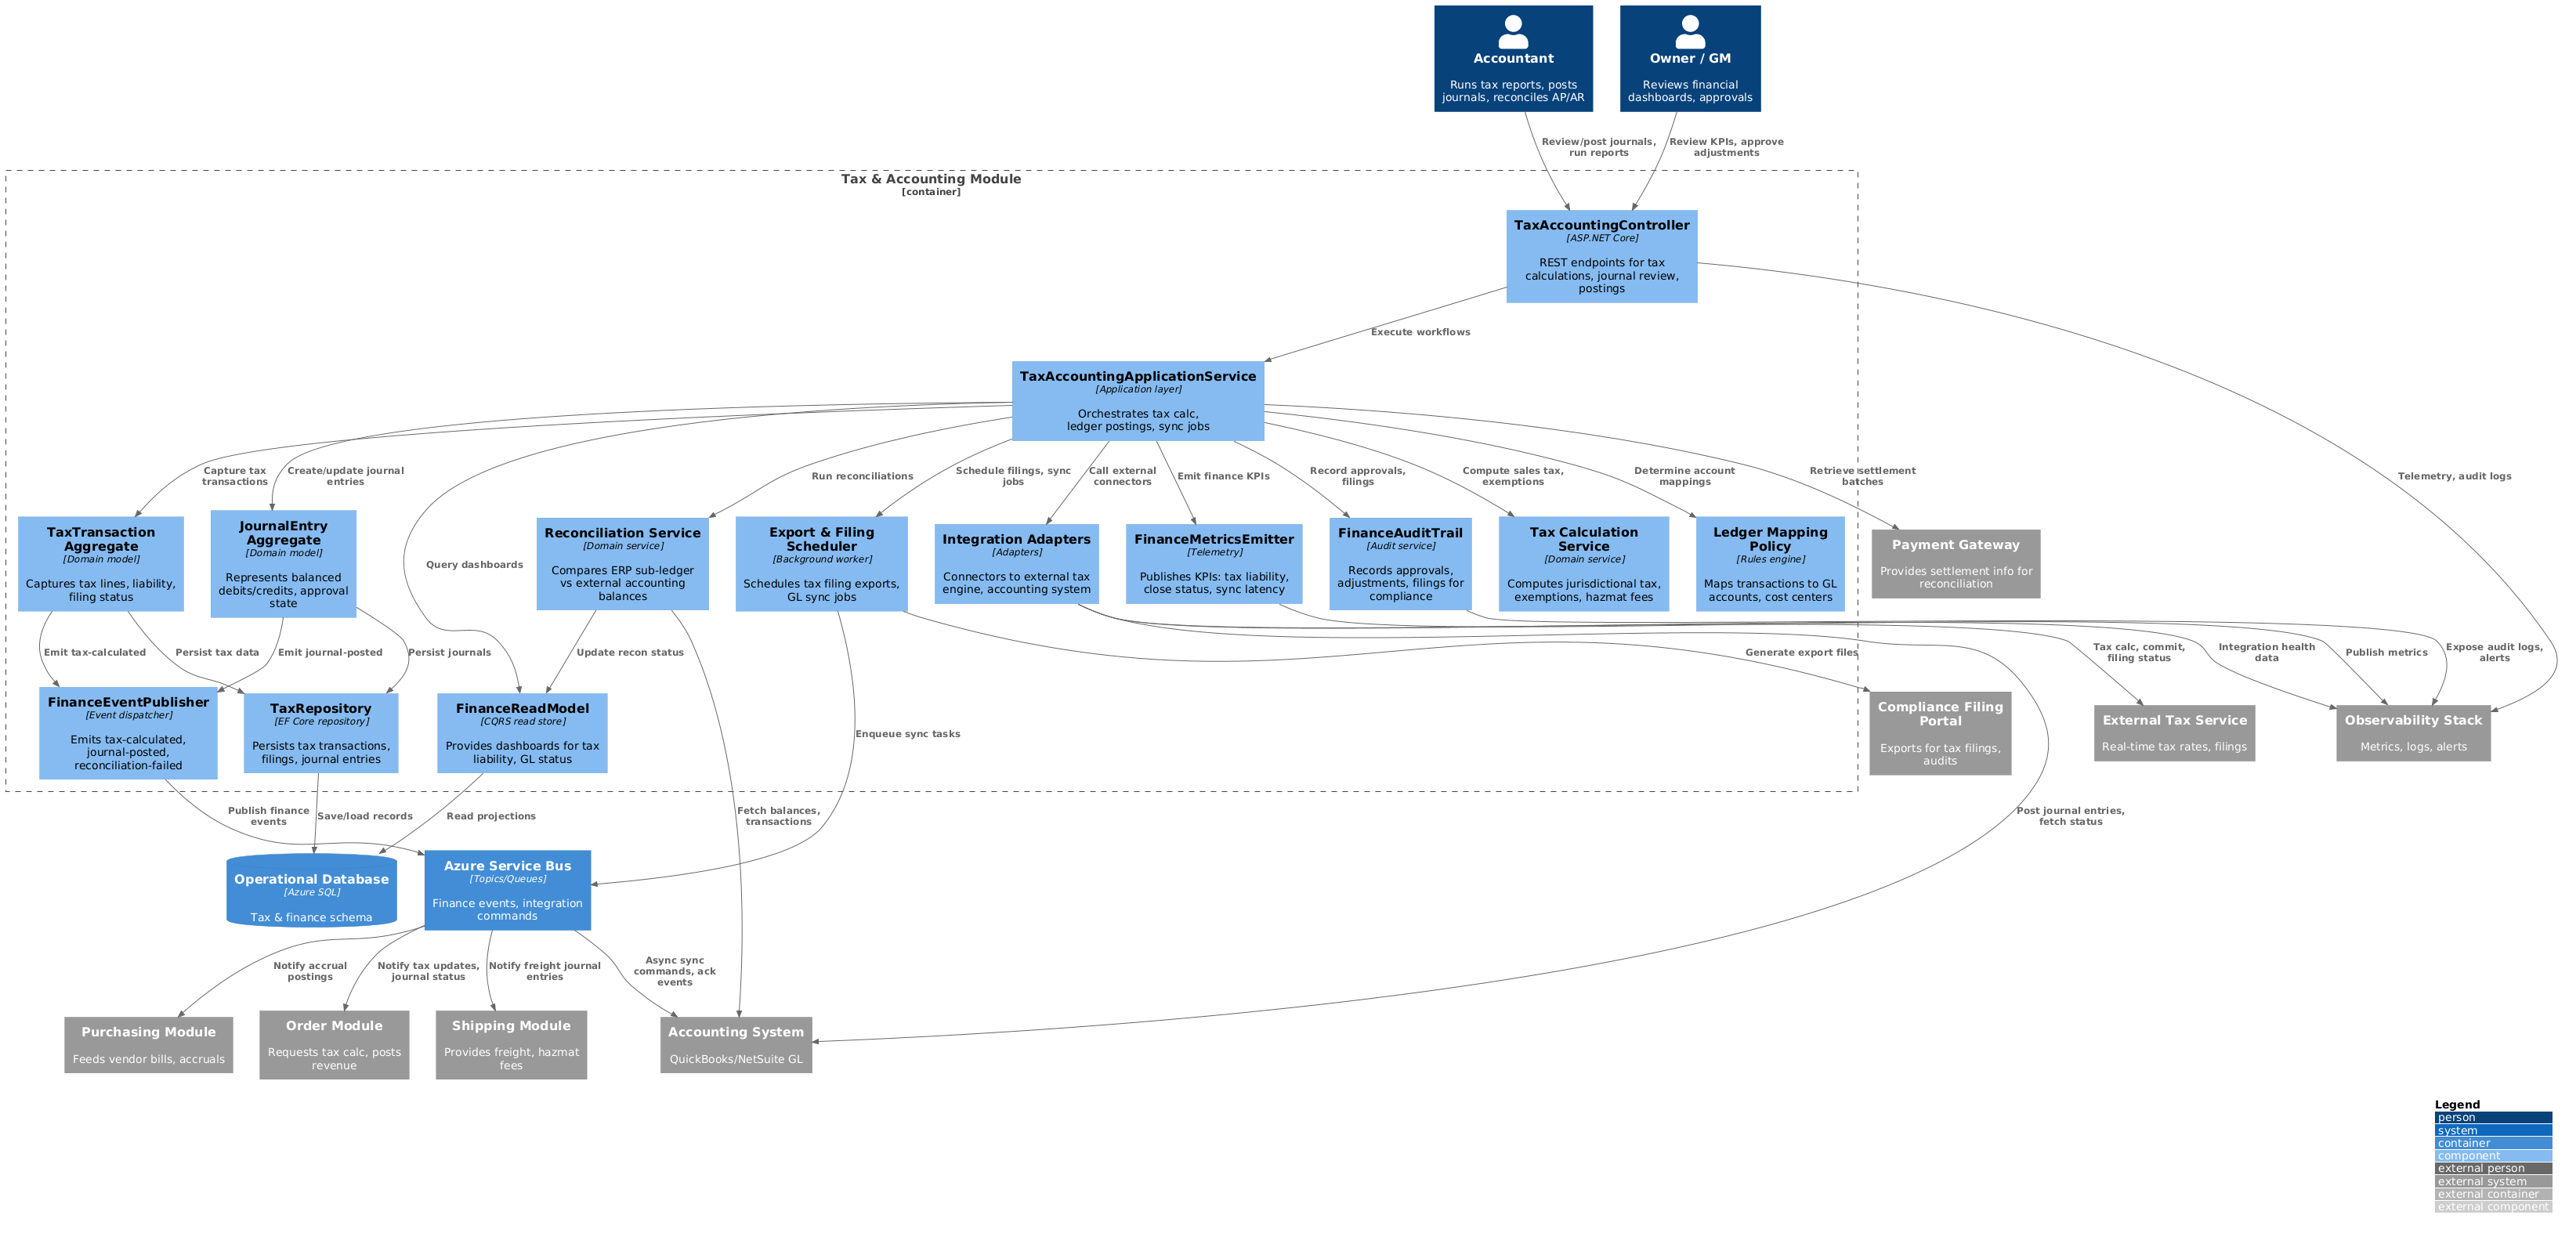 Accountant
Runs tax reports, posts
journals, reconciles AP/AR
Owner / GM
Reviews financial
dashboards, approvals
Review/post journals,
run reports
Review KPIs, approve
adjustments
Tax & Accounting Module
[container]
TaxAccountingController
[ASP.NET Core]
REST endpoints for tax
calculations, journal review,
postings
Execute workflows
TaxAccountingApplicationService
[Application layer]
Orchestrates tax calc,
ledger postings, sync jobs
Capture tax
transactions
Create/update journal
entries
Query dashboards
Run reconciliations
Schedule filings, sync
jobs
Call external
connectors
Emit finance KPIs
Record approvals,
filings
Compute sales tax,
exemptions
Determine account
mappings
Retrieve settlement
batches
Telemetry, audit logs
TaxTransaction
Aggregate
[Domain model]
Captures tax lines, liability,
filing status
JournalEntry
Aggregate
[Domain model]
Represents balanced
debits/credits, approval
state
Reconciliation Service
[Domain service]
Compares ERP sub-ledger
vs external accounting
balances
Export & Filing
Scheduler
[Background worker]
Schedules tax filing exports,
GL sync jobs
Integration Adapters
[Adapters]
Connectors to external tax
engine, accounting system
FinanceMetricsEmitter
[Telemetry]
Publishes KPIs: tax liability,
close status, sync latency
FinanceAuditTrail
[Audit service]
Records approvals,
adjustments, filings for
compliance
Tax Calculation
Service
[Domain service]
Computes jurisdictional tax,
exemptions, hazmat fees
Ledger Mapping
Policy
[Rules engine]
Maps transactions to GL
accounts, cost centers
Payment Gateway
Provides settlement info for
reconciliation
Emit tax-calculated
Persist tax data
Emit journal-posted
Persist journals
Update recon status
Generate export files
Tax calc, commit,
filing status
Integration health
data
Publish metrics
Expose audit logs,
alerts
FinanceEventPublisher
[Event dispatcher]
Emits tax-calculated,
journal-posted,
reconciliation-failed
TaxRepository
[EF Core repository]
Persists tax transactions,
filings, journal entries
FinanceReadModel
[CQRS read store]
Provides dashboards for tax
liability, GL status
Enqueue sync tasks
Compliance Filing
Portal
Exports for tax filings,
audits
External Tax Service
Real-time tax rates, filings
Observability Stack
Metrics, logs, alerts
Publish finance
events
Save/load records
Read projections
Fetch balances,
transactions
Post journal entries,
fetch status
Operational Database
[Azure SQL]
Tax & finance schema
Azure Service Bus
[Topics/Queues]
Finance events, integration
commands
Notify accrual
postings
Notify tax updates,
journal status
Notify freight journal
entries
Async sync
commands, ack
events
Purchasing Module
Feeds vendor bills, accruals
Order Module
Requests tax calc, posts
revenue
Shipping Module
Provides freight, hazmat
fees
Accounting System
QuickBooks/NetSuite GL
Legend
person
system
container
component
external person
external system
external container
external component